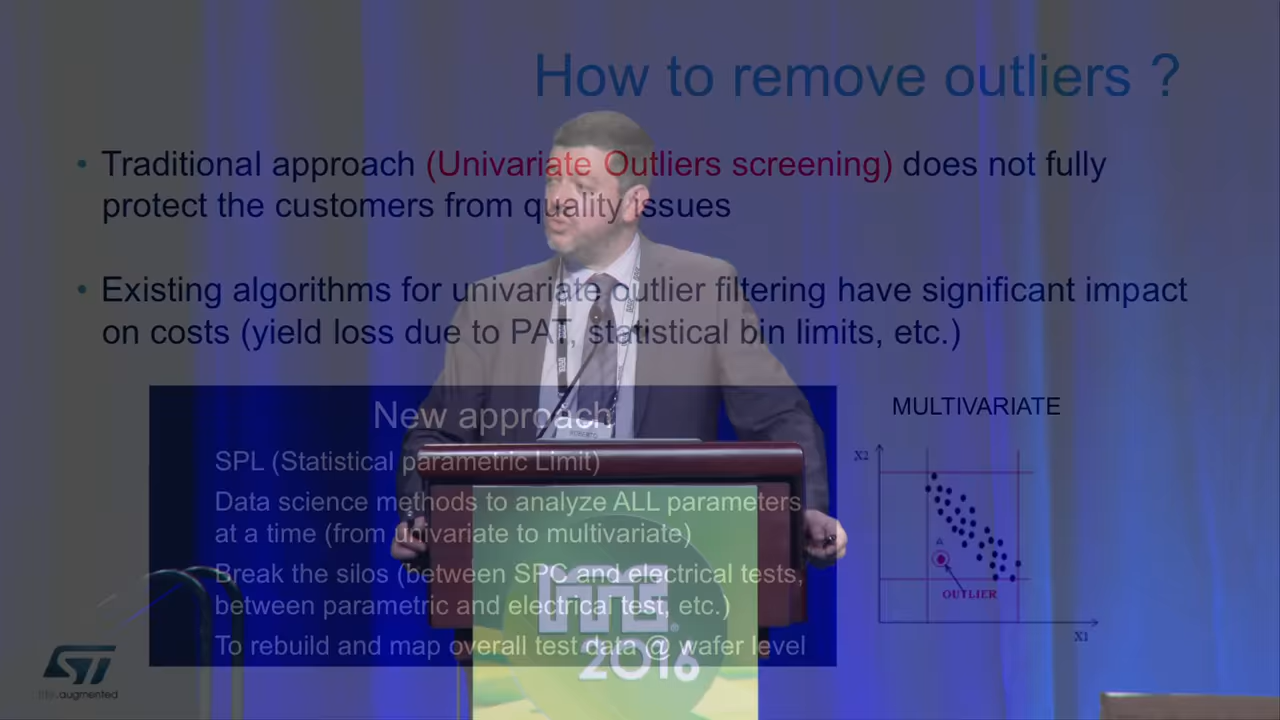 How to remove outliers ?
• Traditional approach (Univariate Outliers screening) does not fully
protect the customers from quality issues
• Existing algorithms for univariate outlier filtering have significant impact
on costs (yield loss due to PAT, statistical bin limits, etc.)
New approach
SPL (Statistical parametric Limit)
Data science methods to analyze ALL parameters
at a time (from univariate to multivariate)
Break the silos (between SPC and electrical tests,
between parametric and electrical test, etc.)
To rebuild and map overall test data @ wafer level
MULTIVARIATE
X2
A
OUTLIER
X1
2016
ST
life.augmented